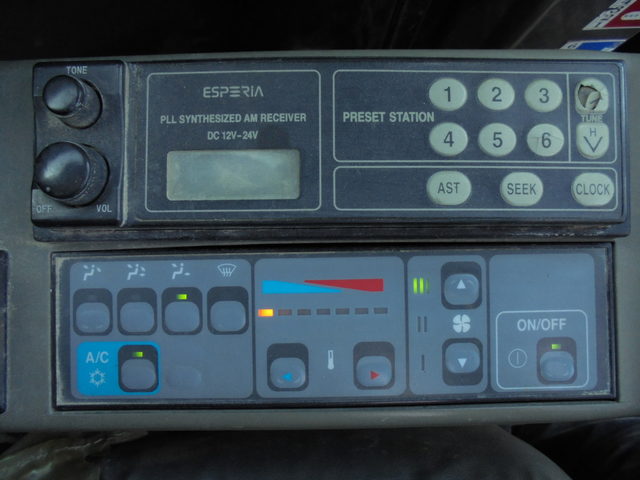 TONE
OFF VOL
ESPERIA
PLL SYNTHESIZED AM RECEIVER
DC 12V-24V
PRESET STATION
1 2 3
4 5 6
TUNE
H
AST SEEK CLOCK
A/C
ON/OFF